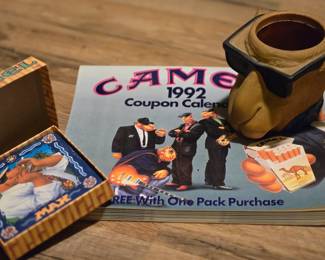 CAME
1992
Coupon Calen
FREE With One Pack Purchase
MAX